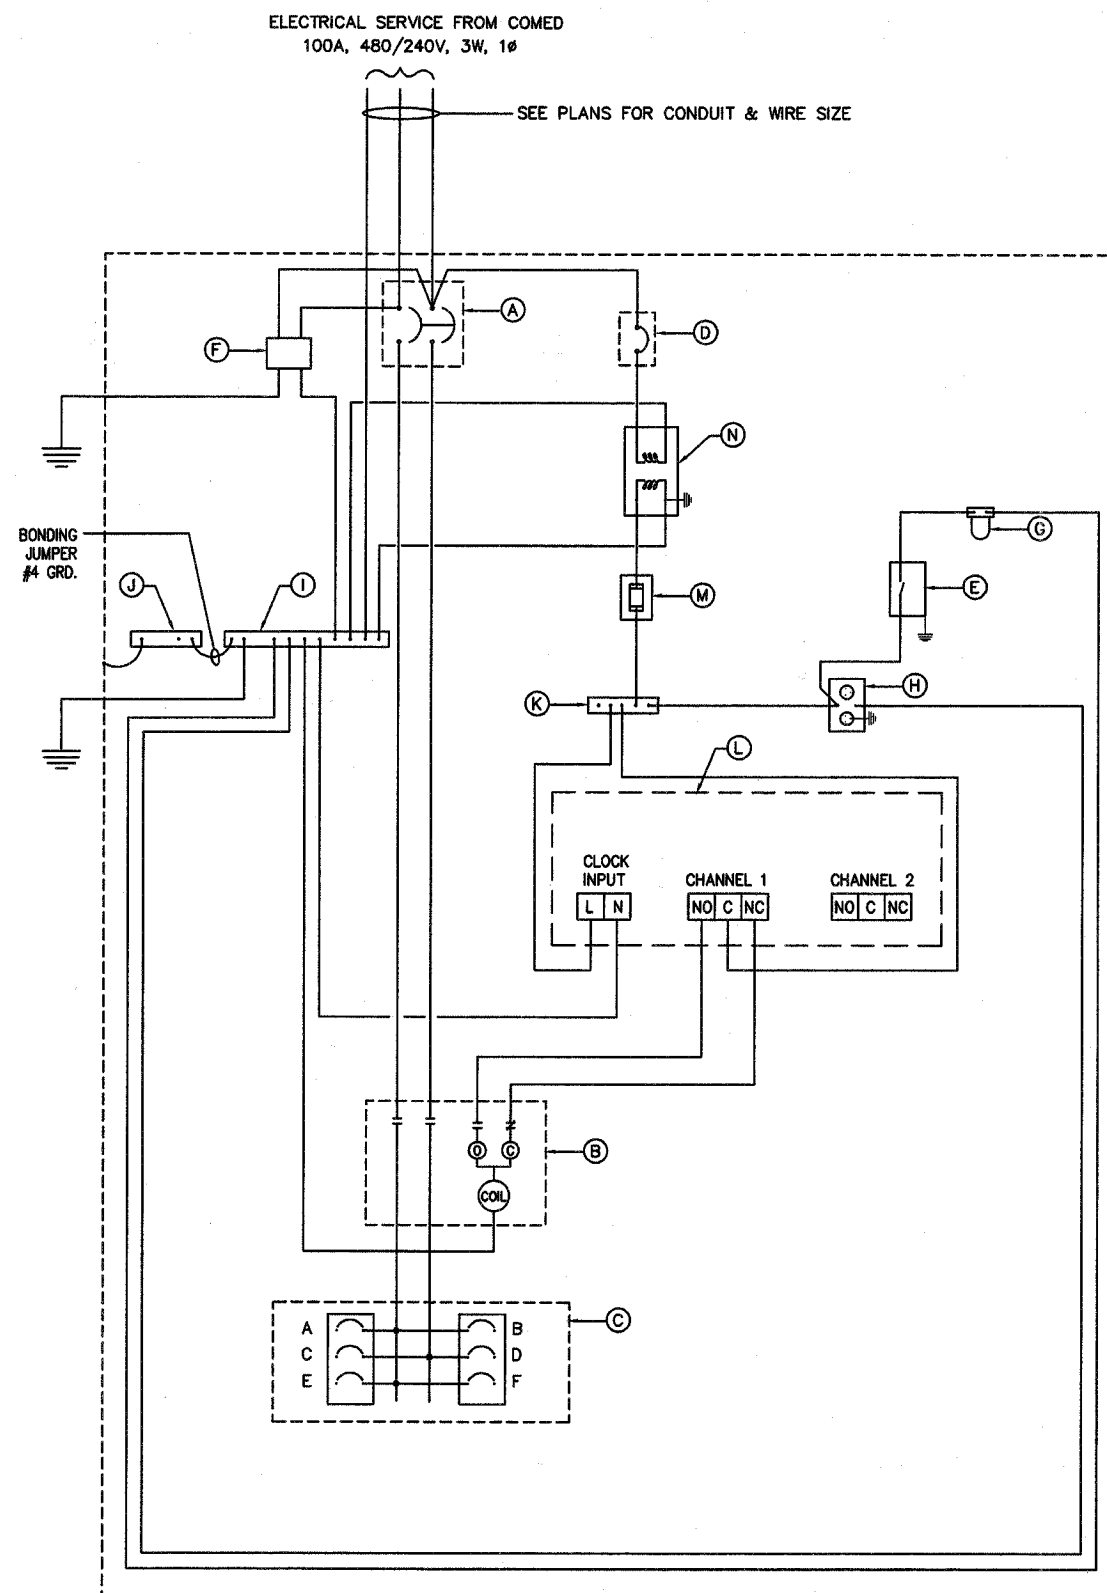 ELECTRICAL SERVICE FROM COMED
100A, 480/240V, 3W, 1ø
SEE PLANS FOR CONDUIT & WIRE SIZE
A
D
F
N
G
BONDING
JUMPER
#4 GRD.
J
I
M
E
H
K
L
CLOCK
INPUT
L N
CHANNEL 1
NO C NC
CHANNEL 2
NO C NC
O C
B
COIL
C
A B
C D
E F